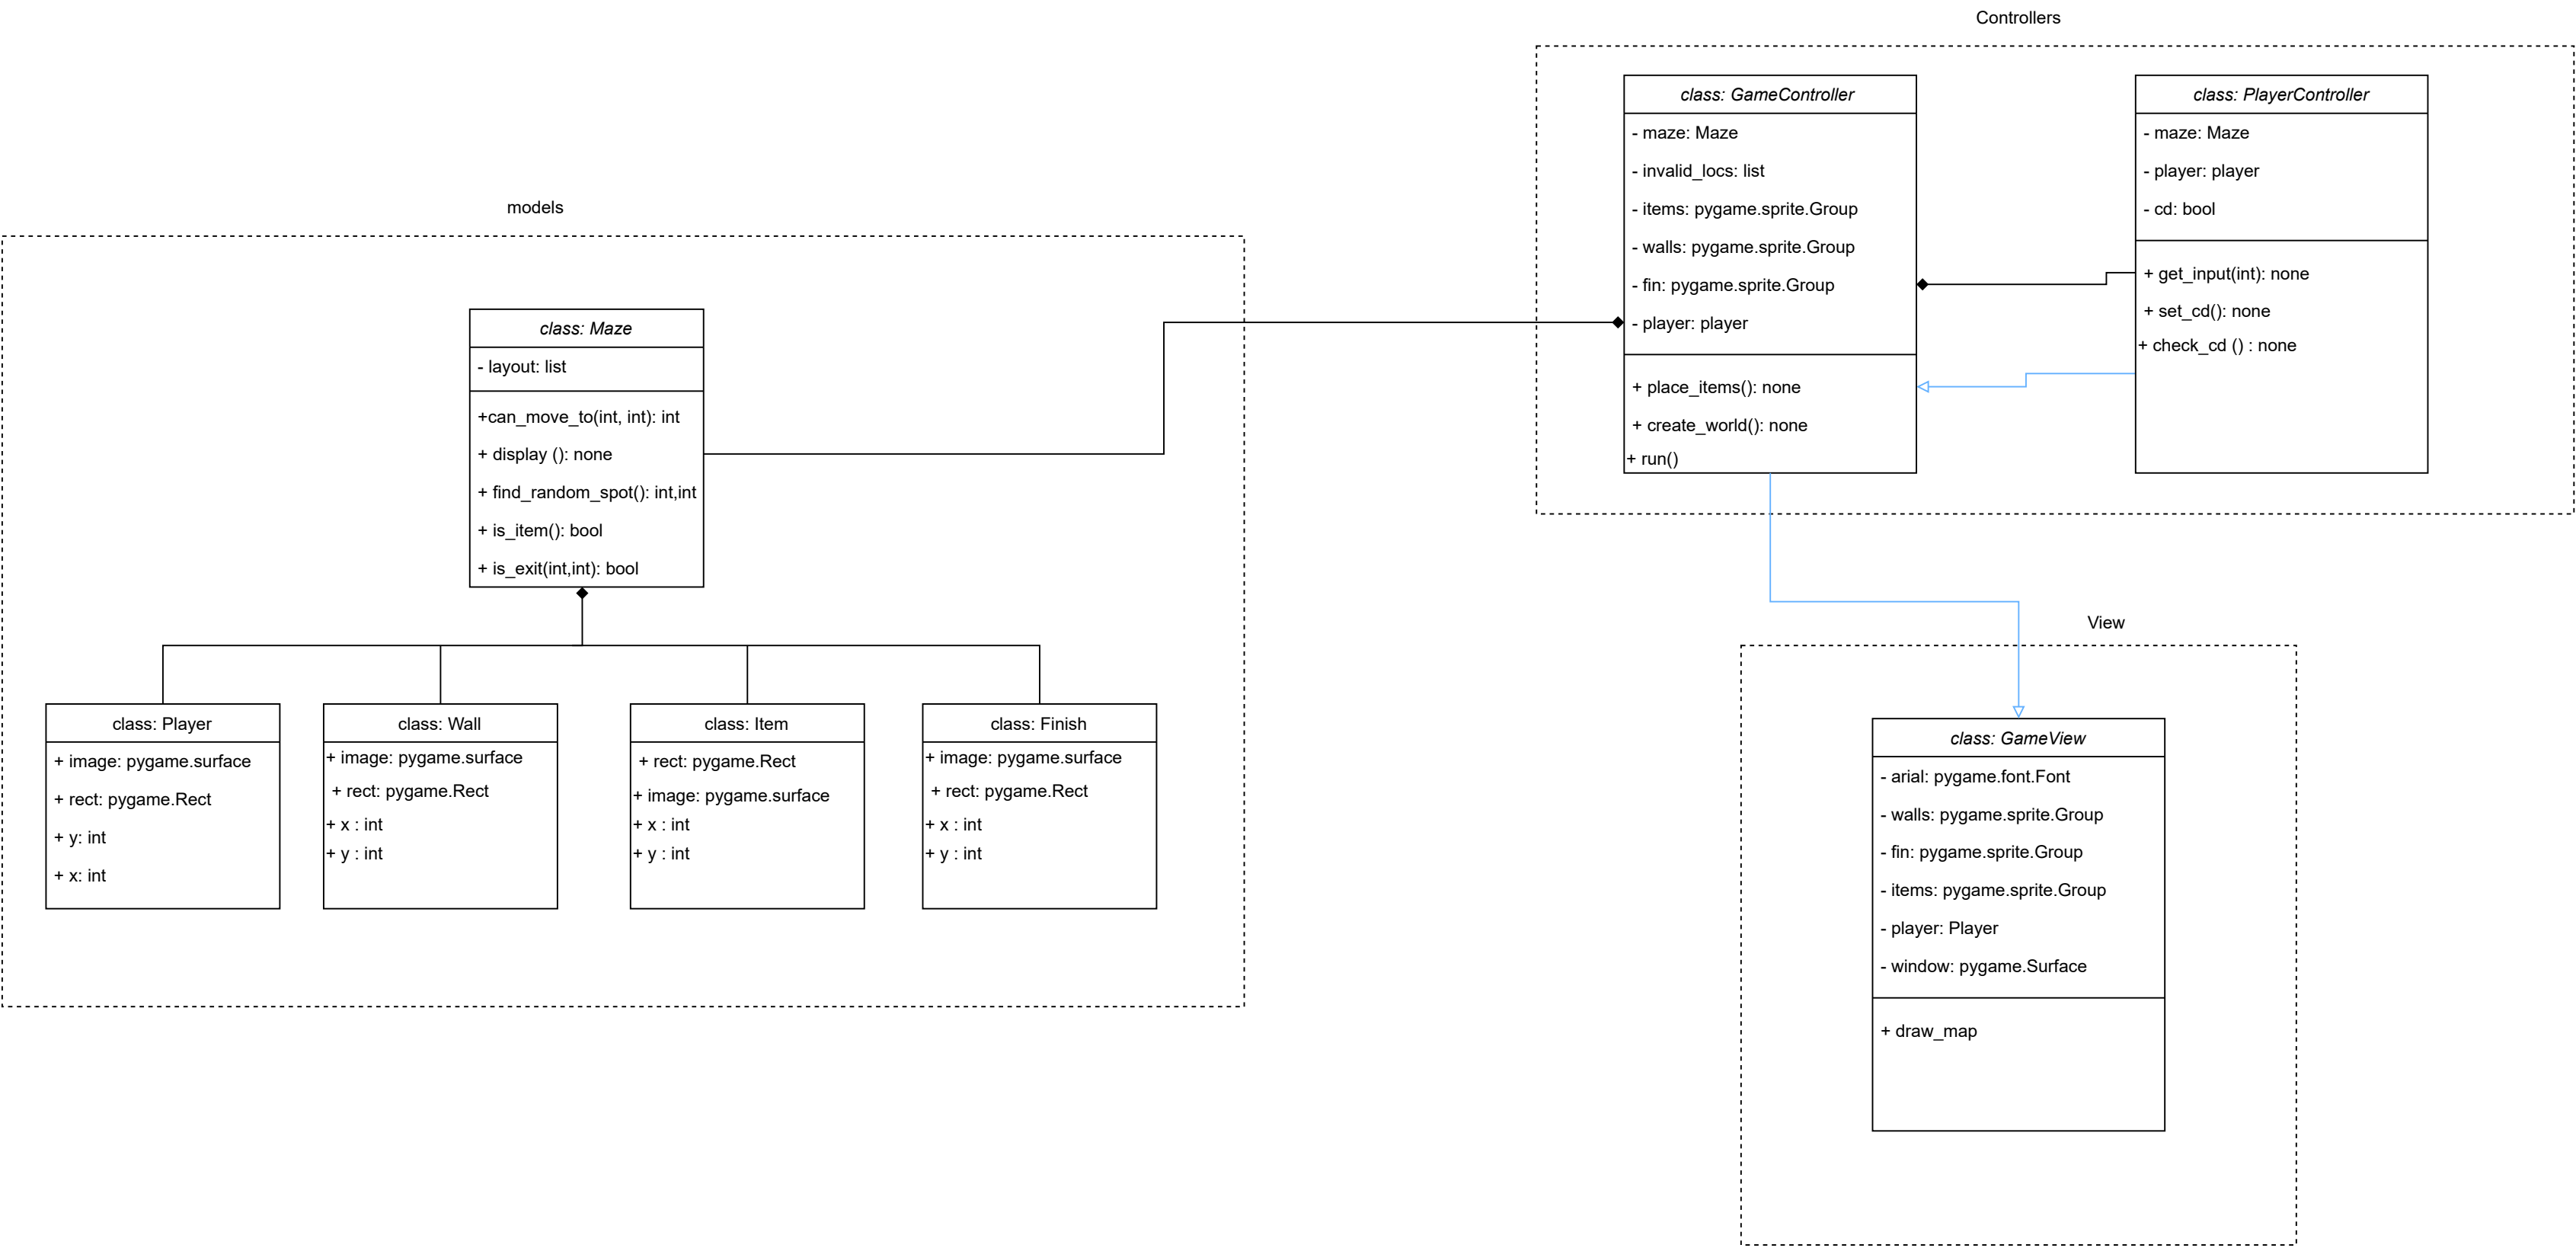 Controllers
class: GameController
- maze: Maze
- invalid_locs: list
- items: pygame.sprite.Group
- walls: pygame.sprite.Group
- fin: pygame.sprite.Group
- player: player
+ place_items(): none
+ create_world(): none
+ run()
class: PlayerController
- maze: Maze
- player: player
- cd: bool
+ get_input(int): none
+ set_cd(): none
+ check_cd () : none
models
class: Maze
- layout: list
+can_move_to(int, int): int
+ display (): none
+ find_random_spot(): int,int
+ is_item(): bool
+ is_exit(int,int): bool
class: Player
+ image: pygame.surface
+ rect: pygame.Rect
+ y: int
+ x: int
class: Wall
+ image: pygame.surface
+ rect: pygame.Rect
+ x : int
+ y : int
class: Item
+ rect: pygame.Rect
+ image: pygame.surface
+ x : int
+ y : int
class: Finish
+ image: pygame.surface
+ rect: pygame.Rect
+ x : int
+ y : int
View
class: GameView
- arial: pygame.font.Font
- walls: pygame.sprite.Group
- fin: pygame.sprite.Group
- items: pygame.sprite.Group
- player: Player
- window: pygame.Surface
+ draw_map